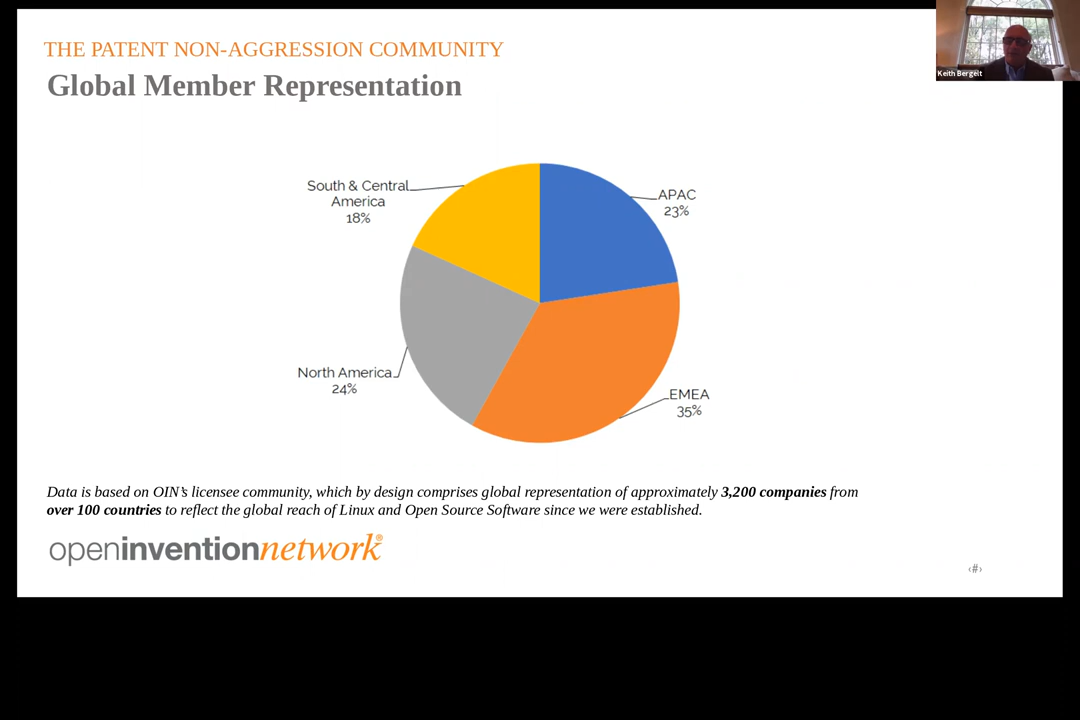 THE PATENT NON-AGGRESSION COMMUNITY
Global Member Representation
Keith Bergelt
South & Central
America
18%
APAC
23%
North America
24%
EMEA
35%
Data is based on OIN's licensee community, which by design comprises global representation of approximately 3,200 companies from
over 100 countries to reflect the global reach of Linux and Open Source Software since we were established.
openinventionnetwork®
‹#›